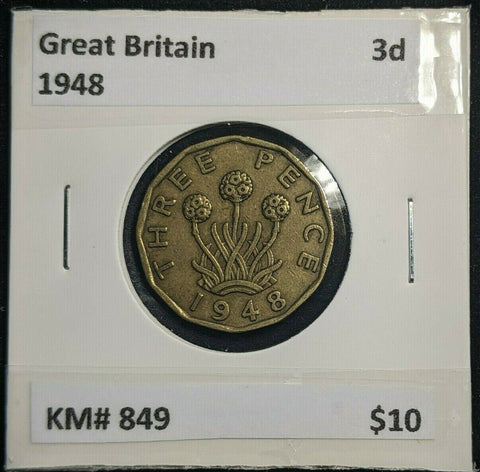 Great Britain 3d
1948
THREE PENCE
1948
KM# 849 $10